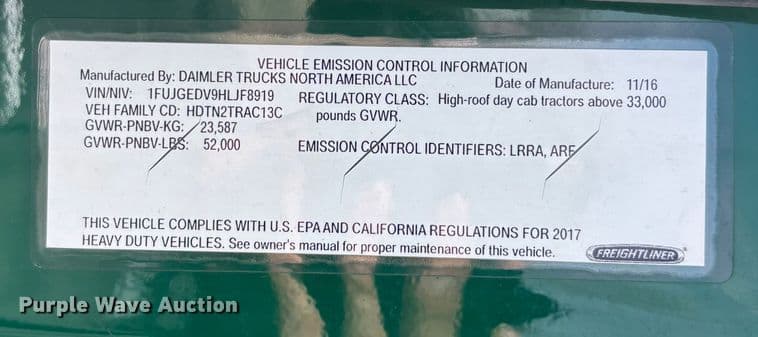 VEHICLE EMISSION CONTROL INFORMATION
Manufactured By: DAIMLER TRUCKS NORTH AMERICA LLC Date of Manufacture: 11/16
VIN/NIV: 1FUJGEDV9HLJF8919 REGULATORY CLASS: High-roof day cab tractors above 33,000
VEH FAMILY CD: HDTN2TRAC13C pounds GVWR.
GVWR-PNBV-KG: 23,587
GVWR-PNBV-LBS: 52,000 EMISSION CONTROL IDENTIFIERS: LRRA, ARF
THIS VEHICLE COMPLIES WITH U.S. EPA AND CALIFORNIA REGULATIONS FOR 2017
HEAVY DUTY VEHICLES. See owner's manual for proper maintenance of this vehicle.
FREIGHTLINER
Purple Wave Auction